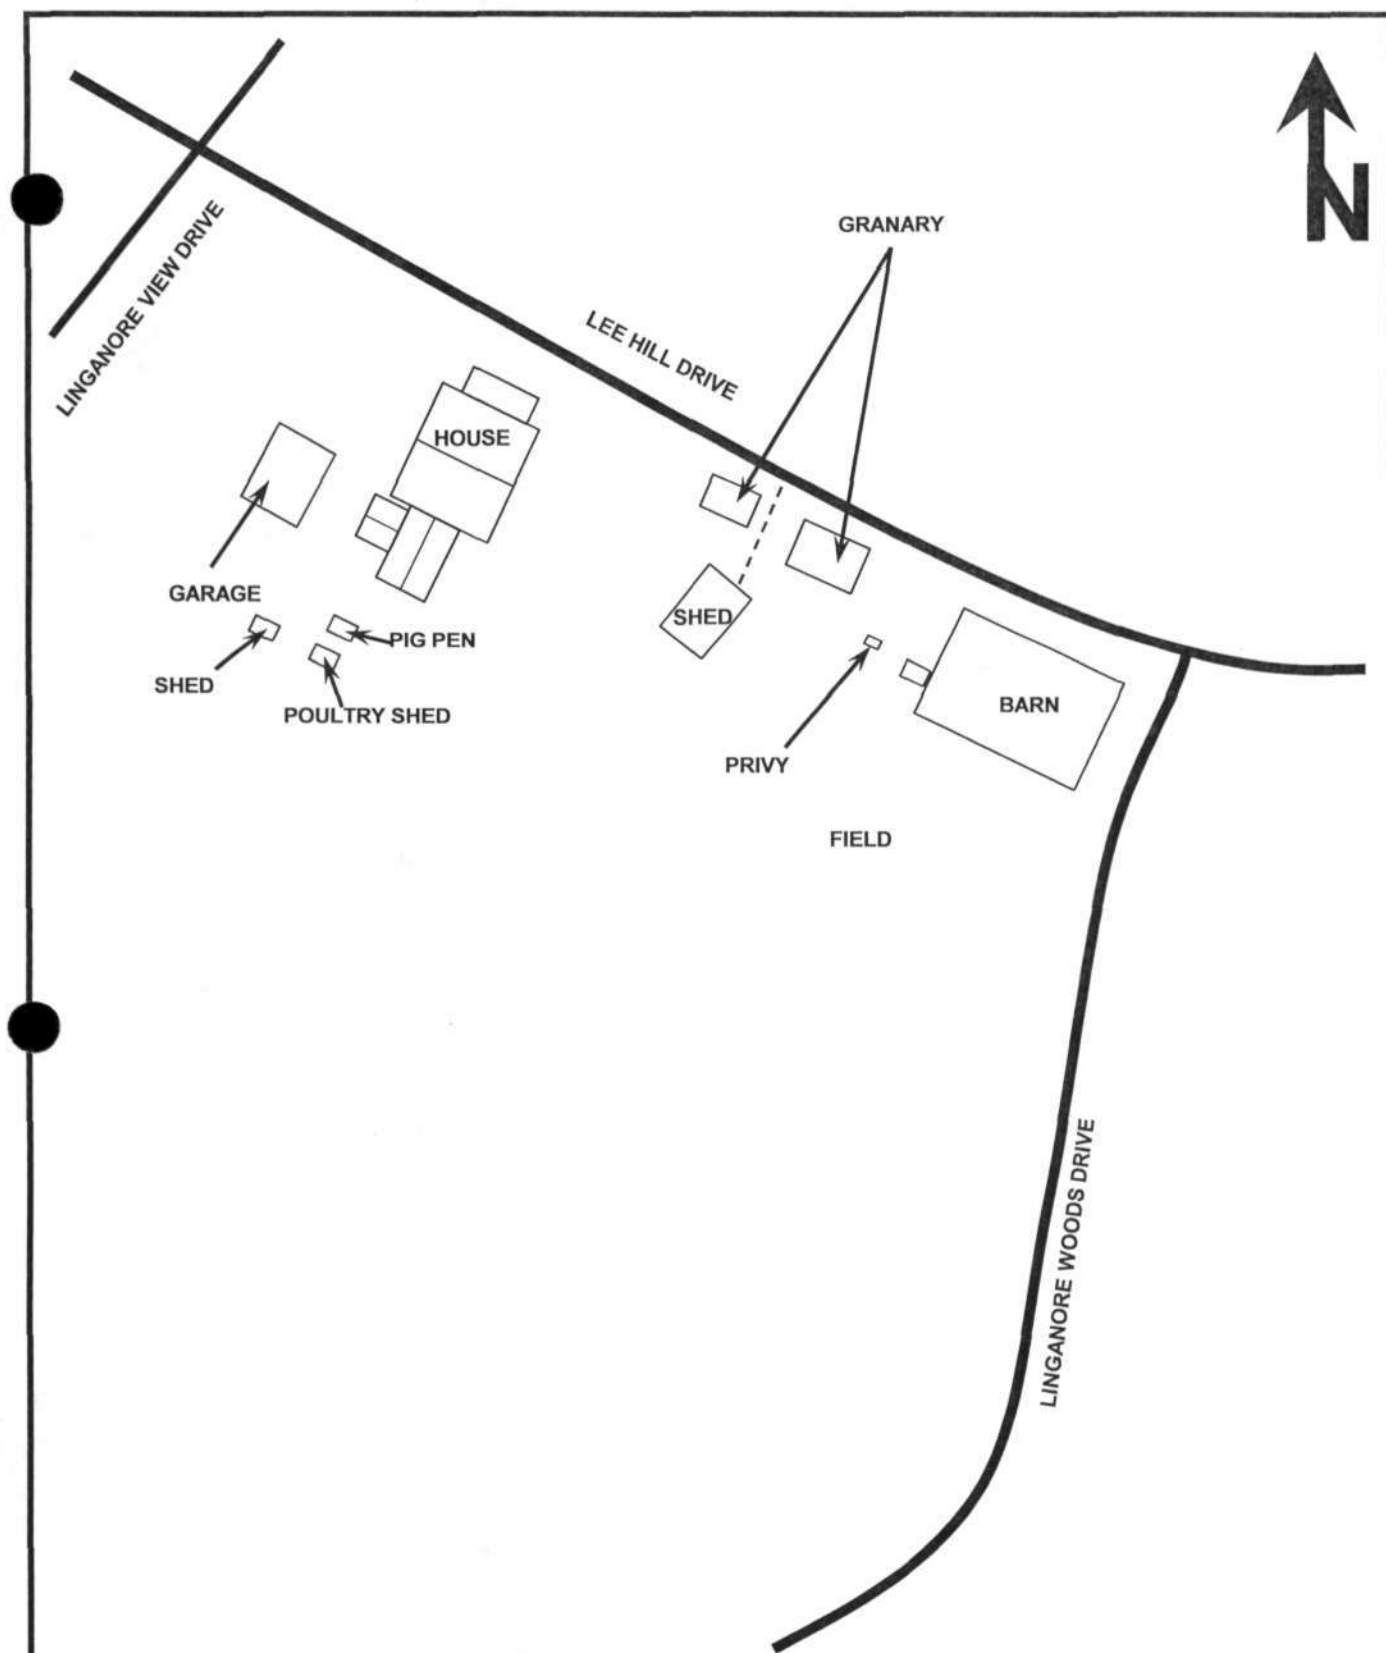 N
GRANARY
LINGANORE VIEW DRIVE
LEE HILL DRIVE
HOUSE
GARAGE
SHED
PIG PEN
SHED
POULTRY SHED
BARN
PRIVY
FIELD
LINGANORE WOODS DRIVE